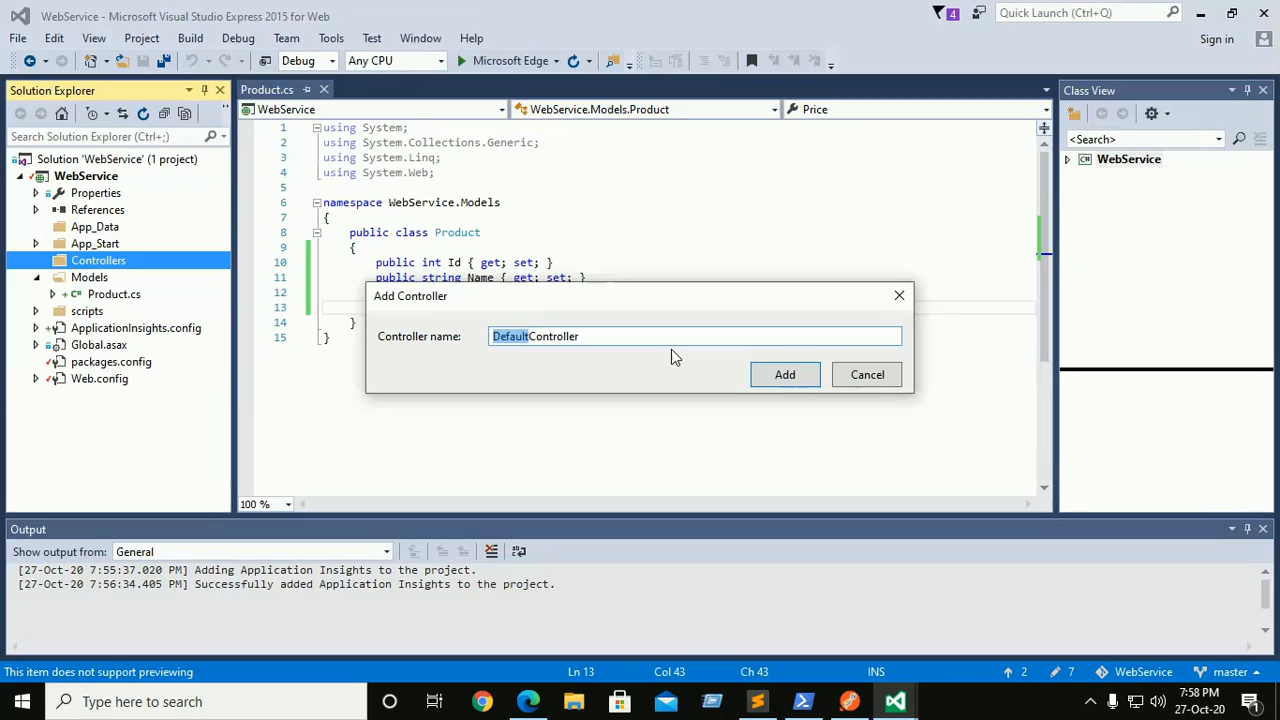 WebService - Microsoft Visual Studio Express 2015 for Web
4
Quick Launch (Ctrl+Q)
File Edit View Project Build Debug Team Tools Test Window Help
Sign in
Debug Any CPU Microsoft Edge
Solution Explorer
Search Solution Explorer (Ctrl+;)
Solution 'WebService' (1 project)
WebService
Properties
References
App_Data
App_Start
Controllers
Models
Product.cs
scripts
ApplicationInsights.config
Global.asax
packages.config
Web.config
Product.cs
WebService WebService.Models.Product Price
1 using System;
2 using System.Collections.Generic;
3 using System.Linq;
4 using System.Web;
5
6 namespace WebService.Models
7 {
8 public class Product
9 {
10 public int Id { get; set; }
11 public string Name { get; set; }
12
13
14 }
15 }
100 %
Add Controller
Controller name: DefaultController
Add Cancel
Class View
<Search>
WebService
Output
Show output from: General
[27-Oct-20 7:55:37.020 PM] Adding Application Insights to the project.
[27-Oct-20 7:56:34.405 PM] Successfully added Application Insights to the project.
This item does not support previewing Ln 13 Col 43 Ch 43 INS 2 7 WebService master
Type here to search
7:58 PM
27-Oct-20
1